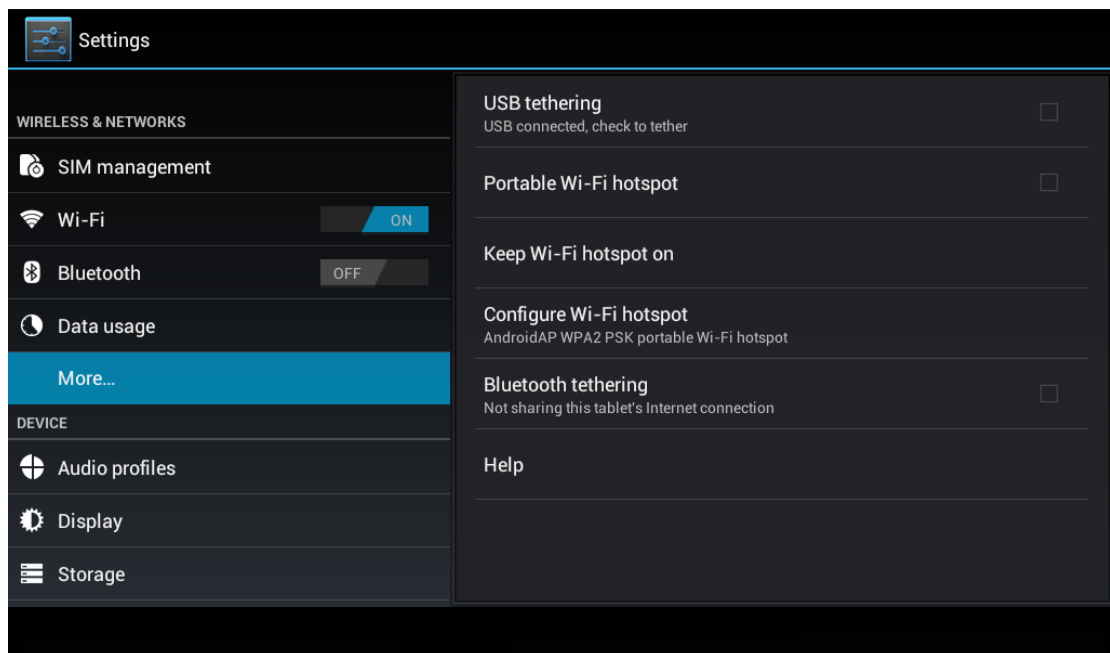 Settings
WIRELESS & NETWORKS
SIM management
Wi-Fi
ON
Bluetooth
OFF
Data usage
More...
DEVICE
Audio profiles
Display
Storage
USB tethering
USB connected, check to tether
Portable Wi-Fi hotspot
Keep Wi-Fi hotspot on
Configure Wi-Fi hotspot
AndroidAP WPA2 PSK portable Wi-Fi hotspot
Bluetooth tethering
Not sharing this tablet's Internet connection
Help